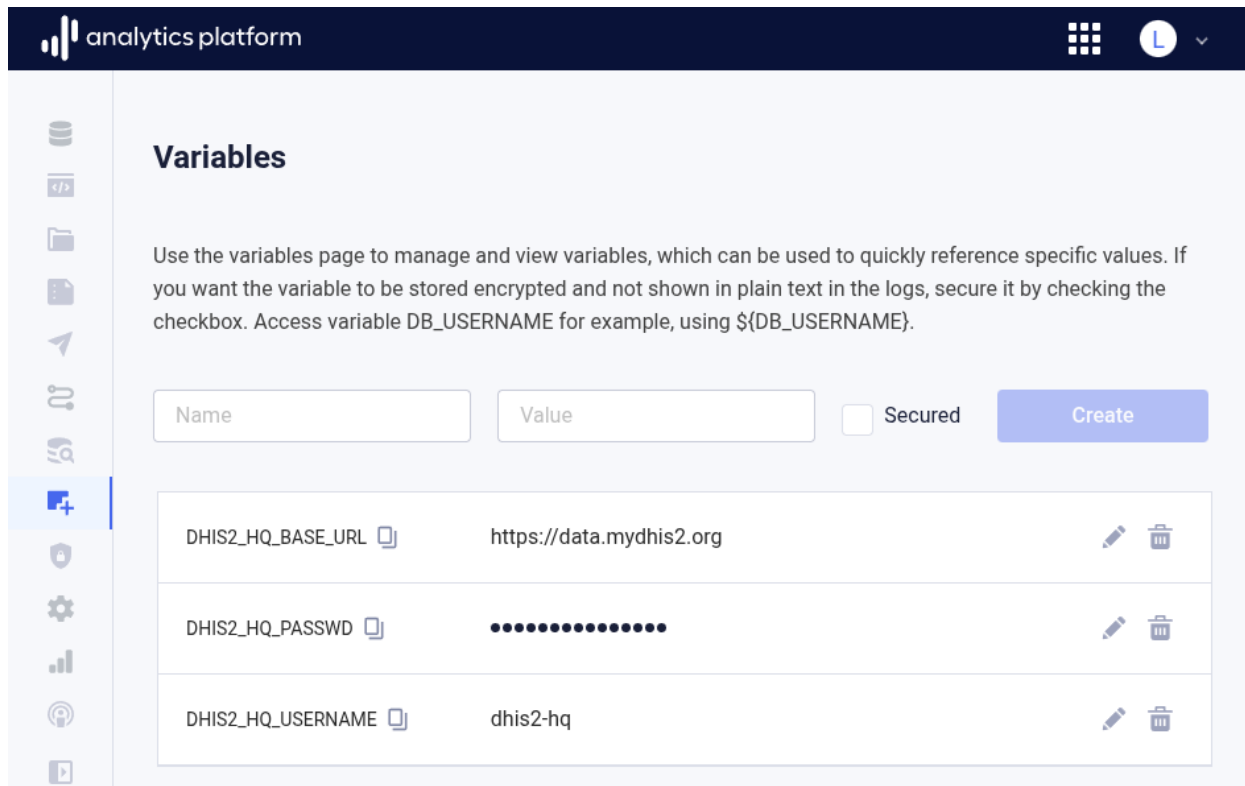 analytics platform
L
Variables
Use the variables page to manage and view variables, which can be used to quickly reference specific values. If
you want the variable to be stored encrypted and not shown in plain text in the logs, secure it by checking the
checkbox. Access variable DB_USERNAME for example, using ${DB_USERNAME}.
Name Value Secured Create
DHIS2_HQ_BASE_URL https://data.mydhis2.org
DHIS2_HQ_PASSWD •••••••••••••••
DHIS2_HQ_USERNAME dhis2-hq